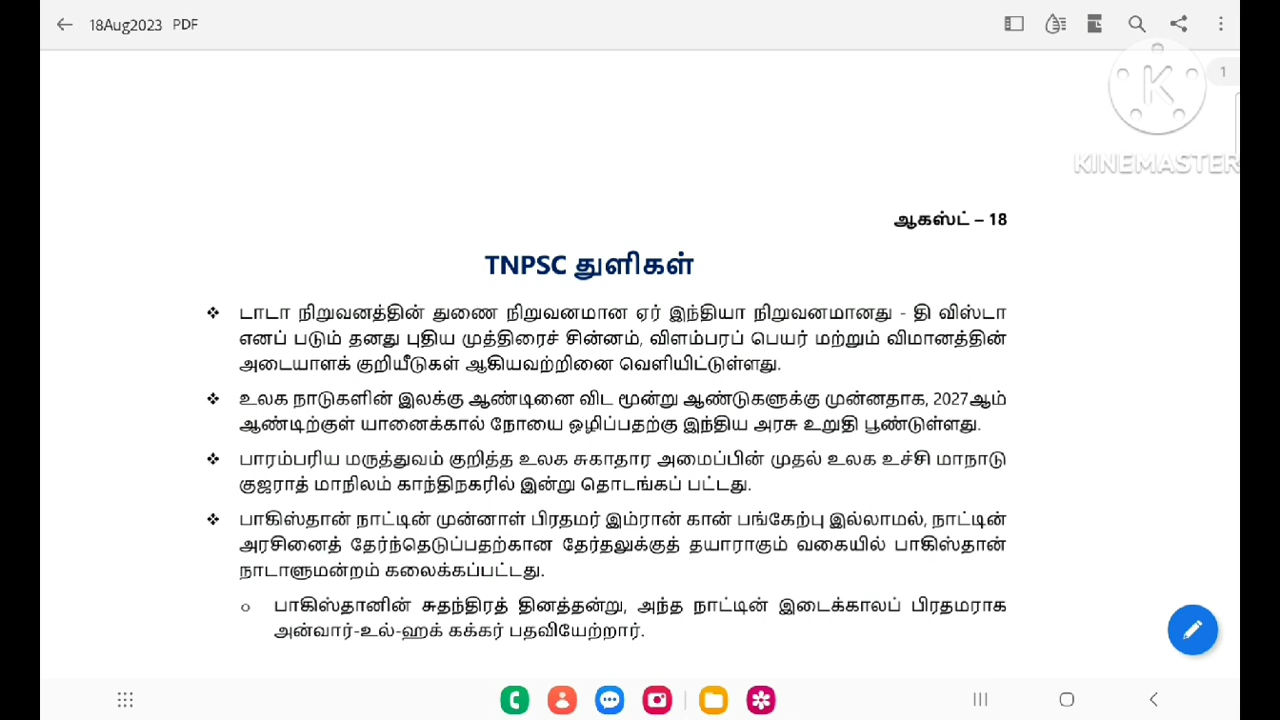 18Aug2023 PDF
1
K
KINEMASTER
ஆகஸ்ட் – 18
TNPSC துளிகள்
❖ டாடா நிறுவனத்தின் துணை நிறுவனமான ஏர் இந்தியா நிறுவனமானது - தி விஸ்டா
எனப் படும் தனது புதிய முத்திரைச் சின்னம், விளம்பரப் பெயர் மற்றும் விமானத்தின்
அடையாளக் குறியீடுகள் ஆகியவற்றினை வெளியிட்டுள்ளது.
❖ உலக நாடுகளின் இலக்கு ஆண்டினை விட மூன்று ஆண்டுகளுக்கு முன்னதாக, 2027ஆம்
ஆண்டிற்குள் யானைக்கால் நோயை ஒழிப்பதற்கு இந்திய அரசு உறுதி பூண்டுள்ளது.
❖ பாரம்பரிய மருத்துவம் குறித்த உலக சுகாதார அமைப்பின் முதல் உலக உச்சி மாநாடு
குஜராத் மாநிலம் காந்திநகரில் இன்று தொடங்கப் பட்டது.
❖ பாகிஸ்தான் நாட்டின் முன்னாள் பிரதமர் இம்ரான் கான் பங்கேற்பு இல்லாமல், நாட்டின்
அரசினைத் தேர்ந்தெடுப்பதற்கான தேர்தலுக்குத் தயாராகும் வகையில் பாகிஸ்தான்
நாடாளுமன்றம் கலைக்கப்பட்டது.
o பாகிஸ்தானின் சுதந்திரத் தினத்தன்று, அந்த நாட்டின் இடைக்காலப் பிரதமராக
அன்வார்-உல்-ஹக் கக்கர் பதவியேற்றார்.